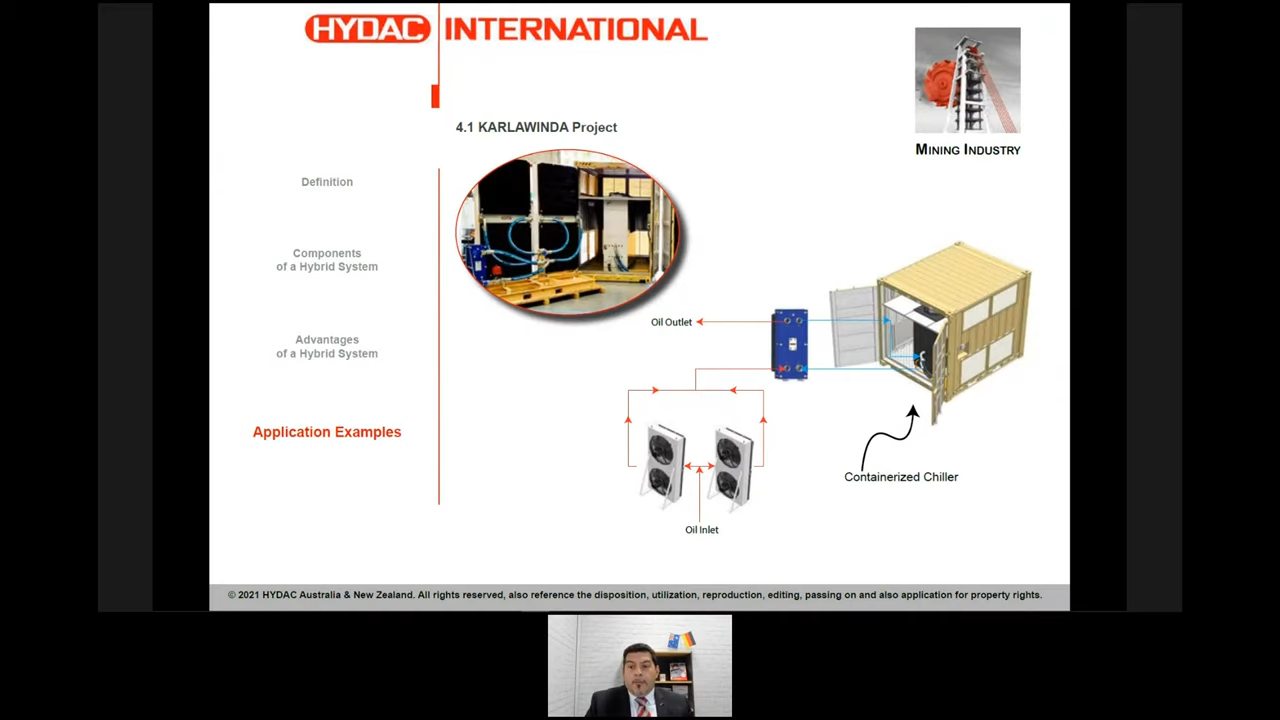 HYDAC INTERNATIONAL
4.1 KARLAWINDA Project
MINING INDUSTRY
Definition
Components
of a Hybrid System
Advantages
of a Hybrid System
Application Examples
Oil Outlet
Containerized Chiller
Oil Inlet
© 2021 HYDAC Australia & New Zealand. All rights reserved, also reference the disposition, utilization, reproduction, editing, passing on and also application for property rights.